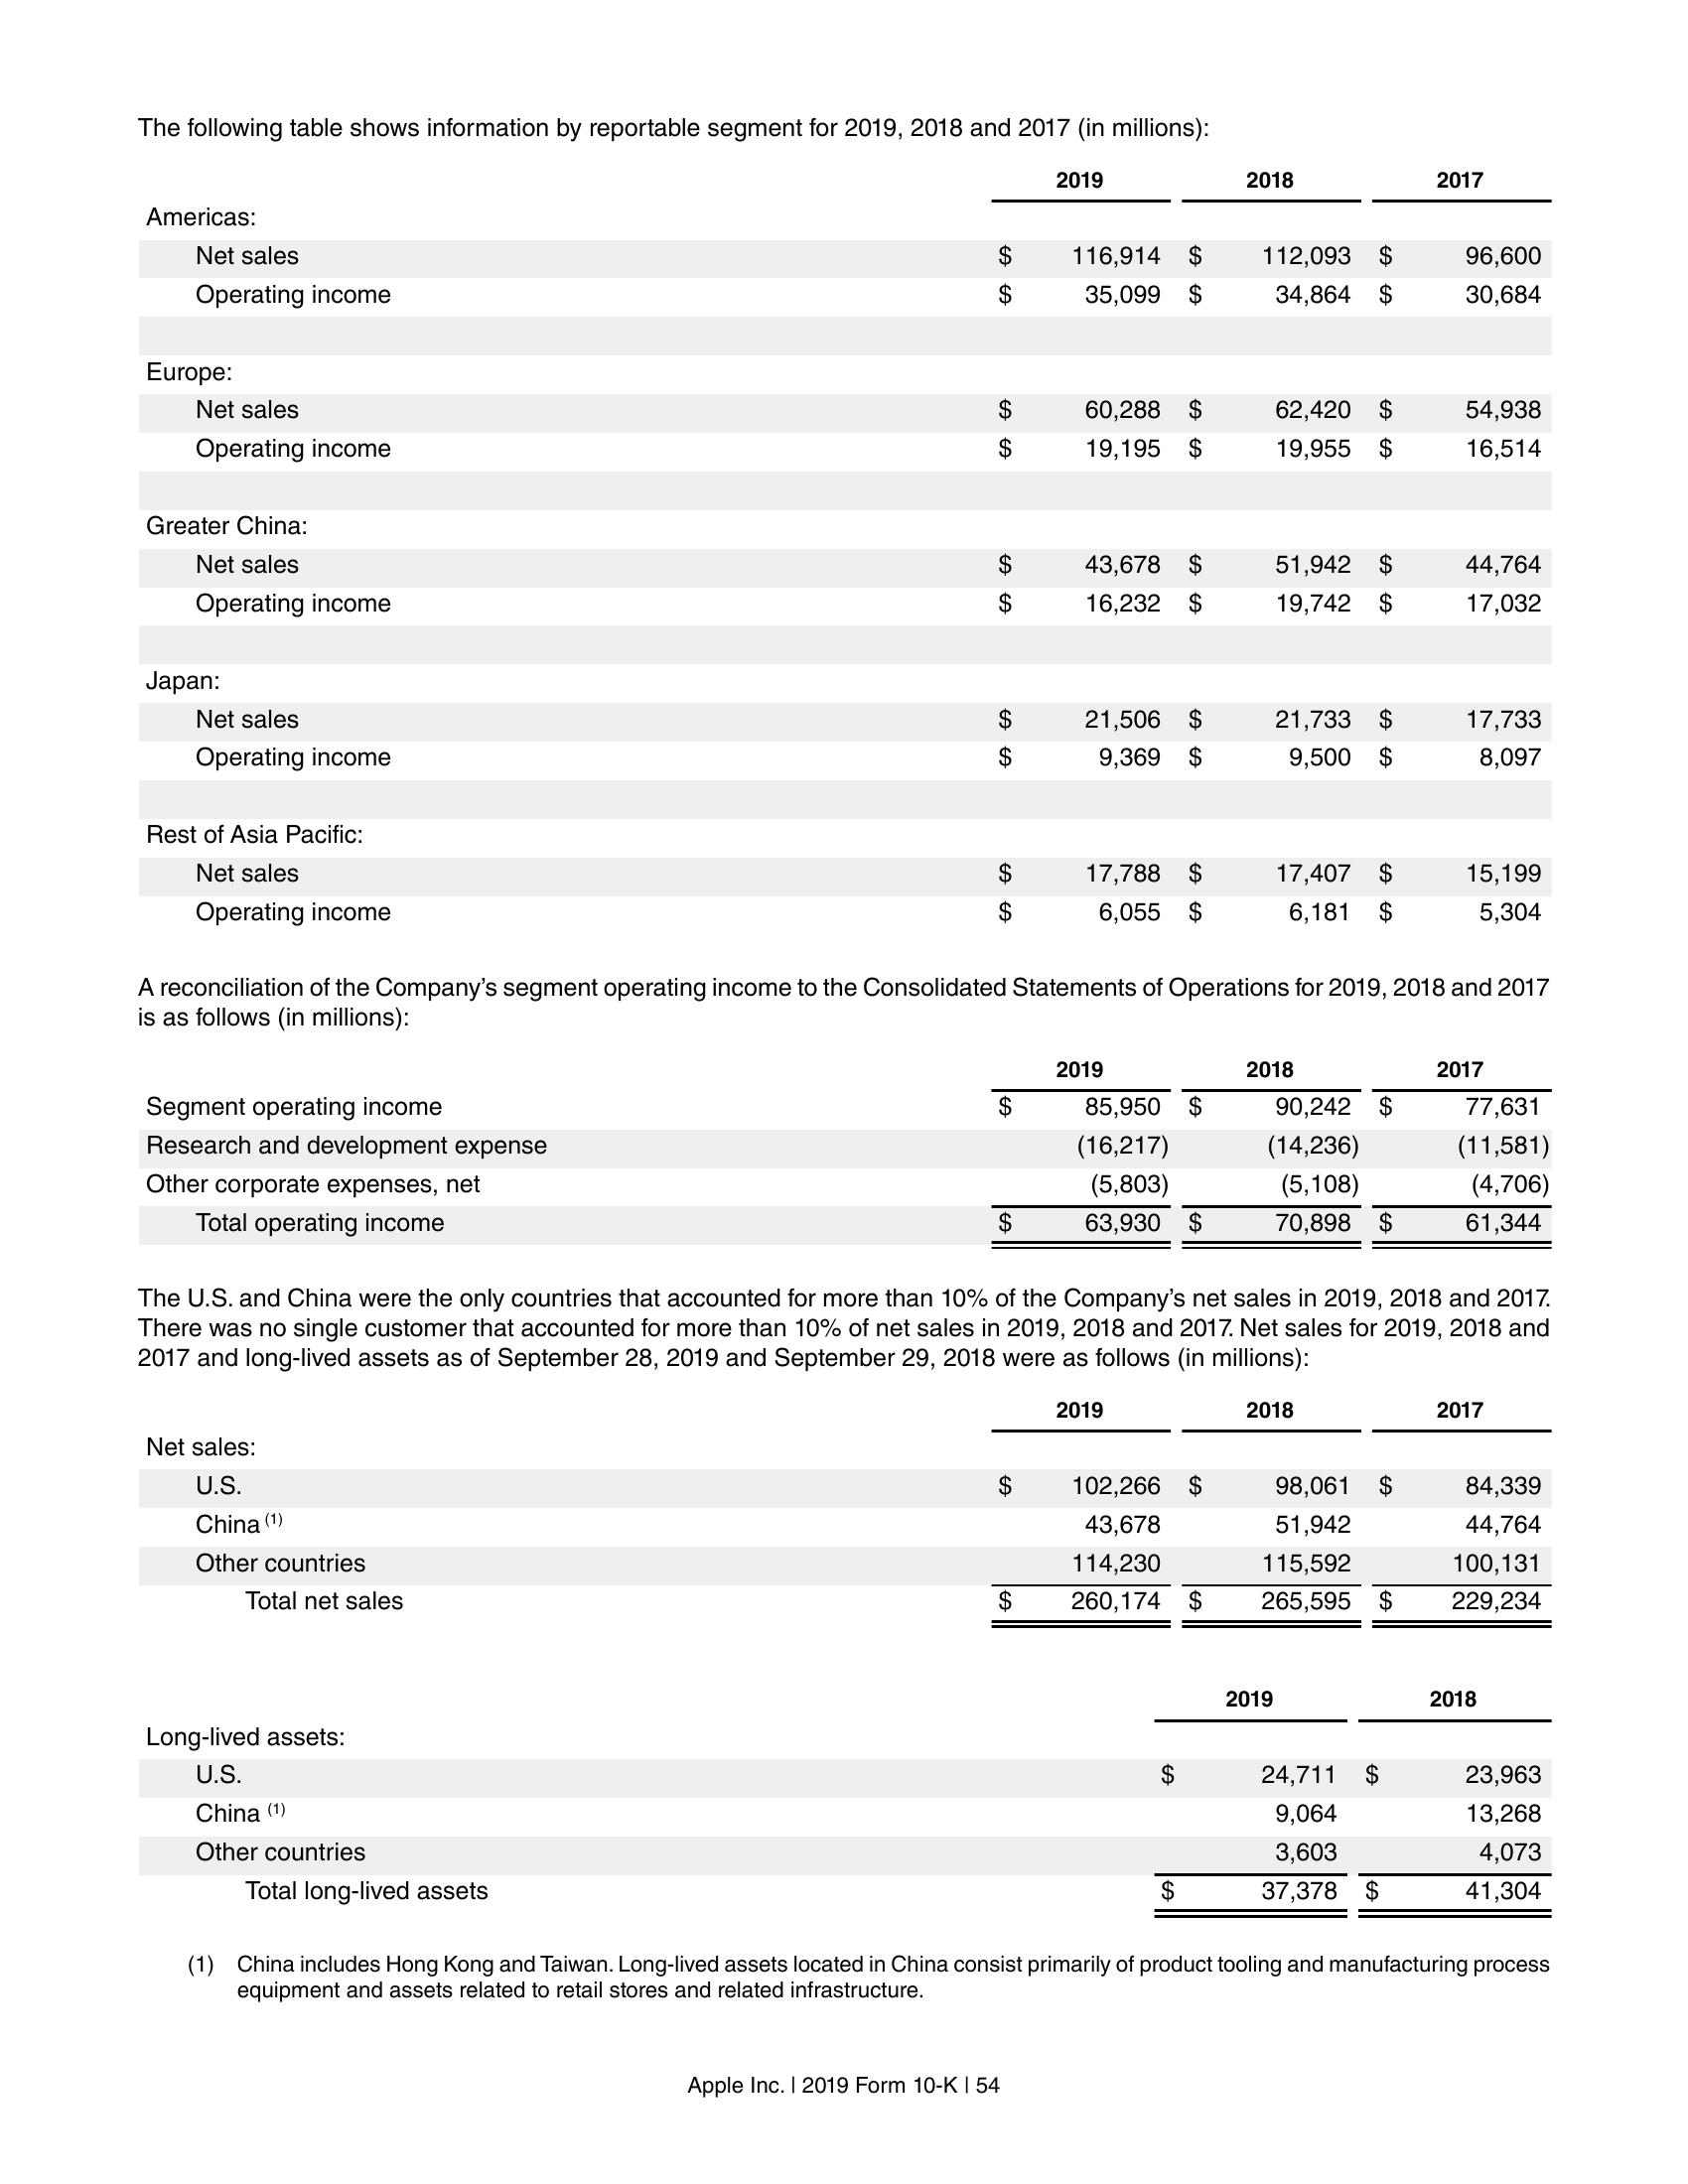 The following table shows information by reportable segment for 2019, 2018 and 2017 (in millions):
2019 2018 2017
Americas:
Net sales $ 116,914 $ 112,093 $ 96,600
Operating income $ 35,099 $ 34,864 $ 30,684
Europe:
Net sales $ 60,288 $ 62,420 $ 54,938
Operating income $ 19,195 $ 19,955 $ 16,514
Greater China:
Net sales $ 43,678 $ 51,942 $ 44,764
Operating income $ 16,232 $ 19,742 $ 17,032
Japan:
Net sales $ 21,506 $ 21,733 $ 17,733
Operating income $ 9,369 $ 9,500 $ 8,097
Rest of Asia Pacific:
Net sales $ 17,788 $ 17,407 $ 15,199
Operating income $ 6,055 $ 6,181 $ 5,304
A reconciliation of the Company’s segment operating income to the Consolidated Statements of Operations for 2019, 2018 and 2017
is as follows (in millions):
2019 2018 2017
Segment operating income $ 85,950 $ 90,242 $ 77,631
Research and development expense (16,217) (14,236) (11,581)
Other corporate expenses, net (5,803) (5,108) (4,706)
Total operating income $ 63,930 $ 70,898 $ 61,344
The U.S. and China were the only countries that accounted for more than 10% of the Company’s net sales in 2019, 2018 and 2017.
There was no single customer that accounted for more than 10% of net sales in 2019, 2018 and 2017. Net sales for 2019, 2018 and
2017 and long-lived assets as of September 28, 2019 and September 29, 2018 were as follows (in millions):
2019 2018 2017
Net sales:
U.S. $ 102,266 $ 98,061 $ 84,339
China (1) 43,678 51,942 44,764
Other countries 114,230 115,592 100,131
Total net sales $ 260,174 $ 265,595 $ 229,234
2019 2018
Long-lived assets:
U.S. $ 24,711 $ 23,963
China (1) 9,064 13,268
Other countries 3,603 4,073
Total long-lived assets $ 37,378 $ 41,304
(1) China includes Hong Kong and Taiwan. Long-lived assets located in China consist primarily of product tooling and manufacturing process
equipment and assets related to retail stores and related infrastructure.
Apple Inc. | 2019 Form 10-K | 54